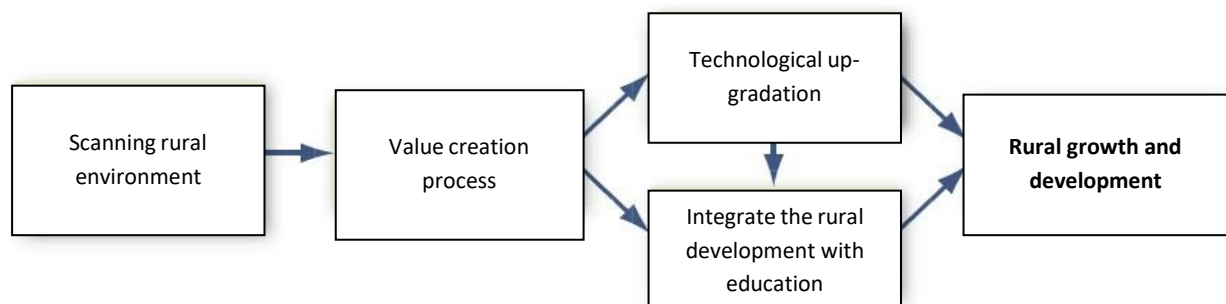 Scanning rural
environment
Value creation
process
Technological up-
gradation
Integrate the rural
development with
education
Rural growth and
development